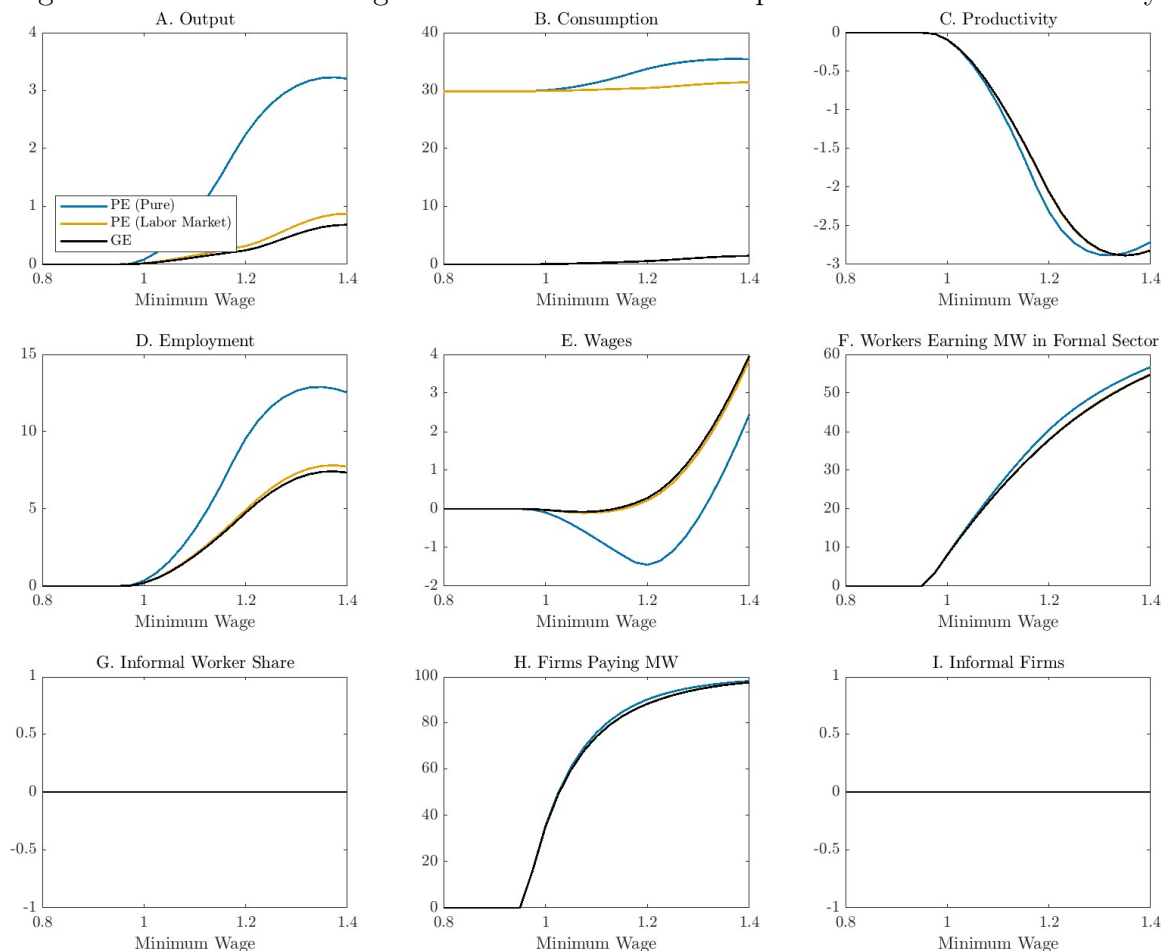 A. Output
4
3
2
1
0
PE (Pure)
PE (Labor Market)
GE
0.8 1 1.2 1.4
Minimum Wage
B. Consumption
40
30
20
10
0
0.8 1 1.2 1.4
Minimum Wage
C. Productivity
0
-0.5
-1
-1.5
-2
-2.5
-3
0.8 1 1.2 1.4
Minimum Wage
D. Employment
15
10
5
0
0.8 1 1.2 1.4
Minimum Wage
E. Wages
4
3
2
1
0
-1
-2
0.8 1 1.2 1.4
Minimum Wage
F. Workers Earning MW in Formal Sector
60
50
40
30
20
10
0
0.8 1 1.2 1.4
Minimum Wage
G. Informal Worker Share
1
0.5
0
-0.5
-1
0.8 1 1.2 1.4
Minimum Wage
H. Firms Paying MW
100
80
60
40
20
0
0.8 1 1.2 1.4
Minimum Wage
I. Informal Firms
1
0.5
0
-0.5
-1
0.8 1 1.2 1.4
Minimum Wage